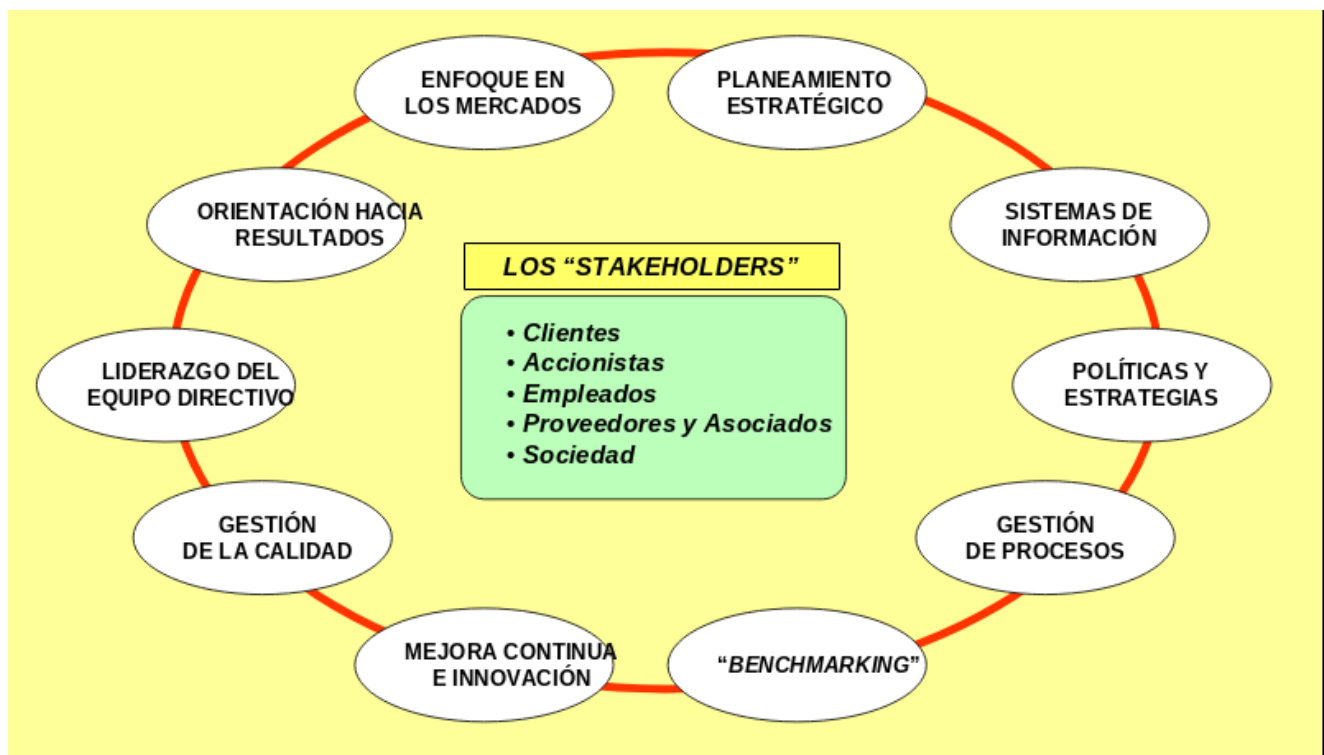 ENFOQUE EN
LOS MERCADOS
PLANEAMIENTO
ESTRATÉGICO
ORIENTACIÓN HACIA
RESULTADOS
SISTEMAS DE
INFORMACIÓN
LOS “STAKEHOLDERS”
• Clientes
• Accionistas
• Empleados
• Proveedores y Asociados
• Sociedad
LIDERAZGO DEL
EQUIPO DIRECTIVO
POLÍTICAS Y
ESTRATEGIAS
GESTIÓN
DE LA CALIDAD
GESTIÓN
DE PROCESOS
MEJORA CONTINUA
E INNOVACIÓN
“BENCHMARKING”